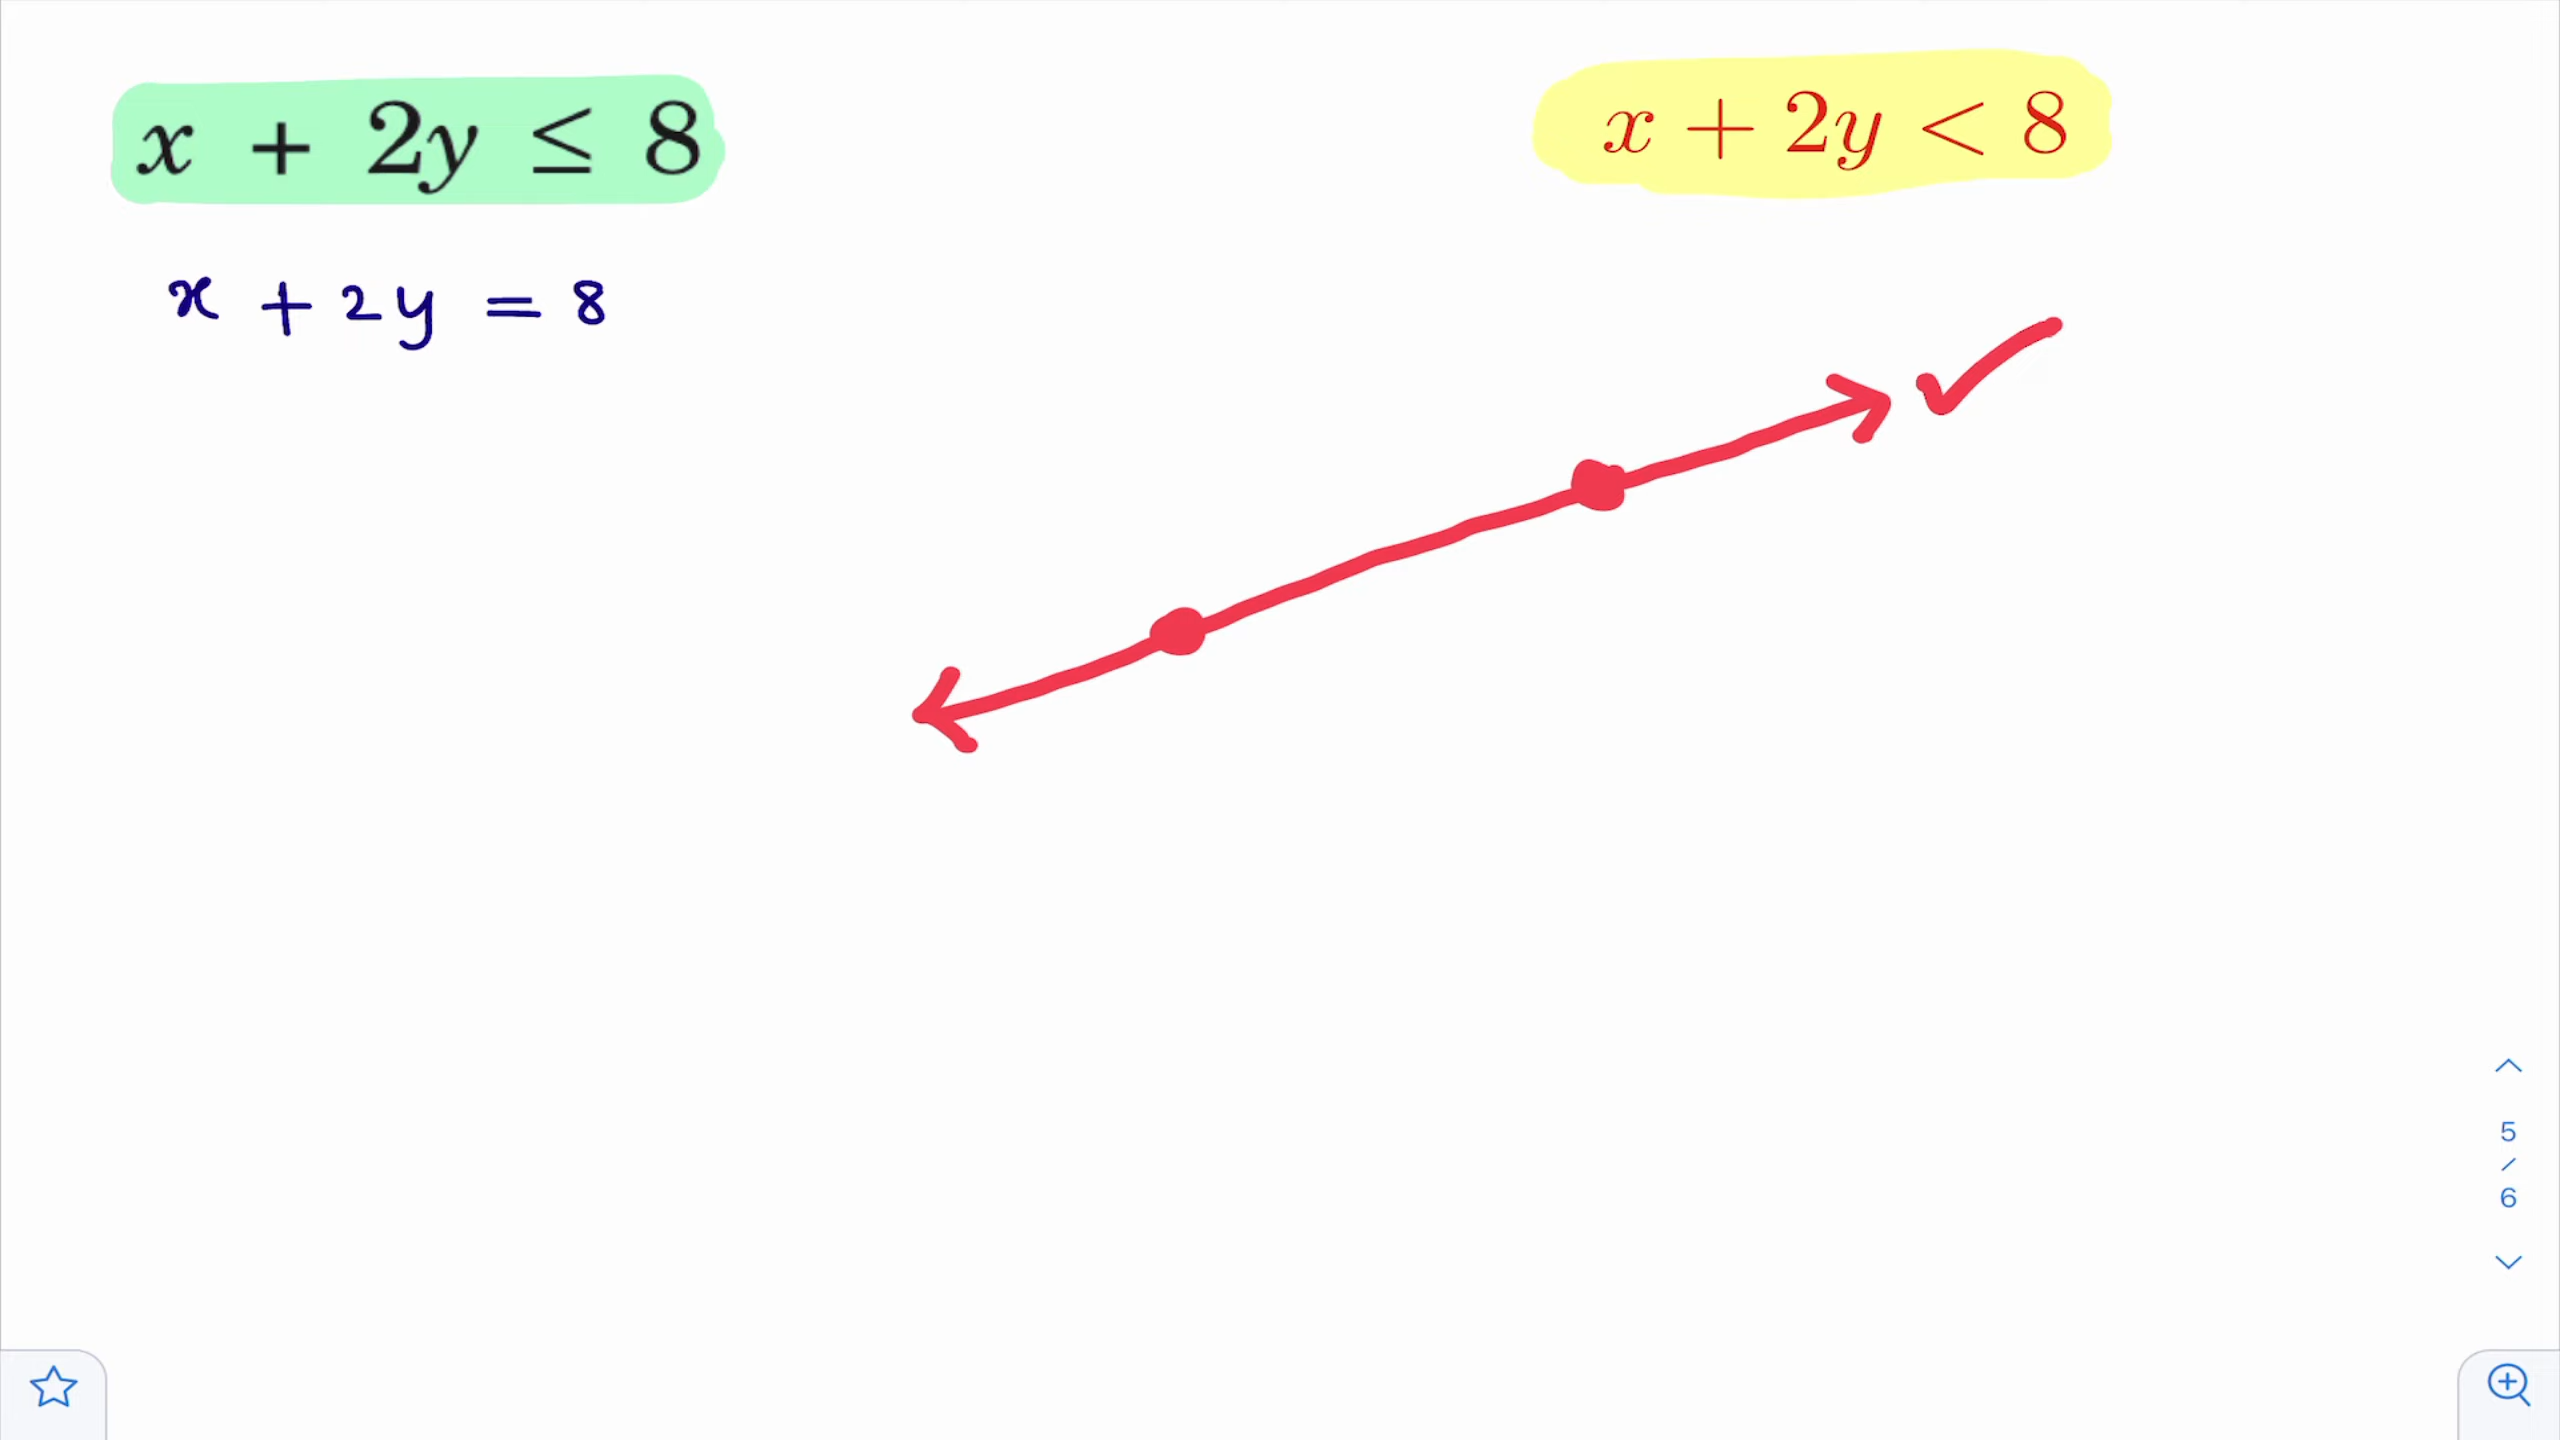 x + 2y ≤ 8
x + 2y < 8
x + 2y = 8
5
/
6